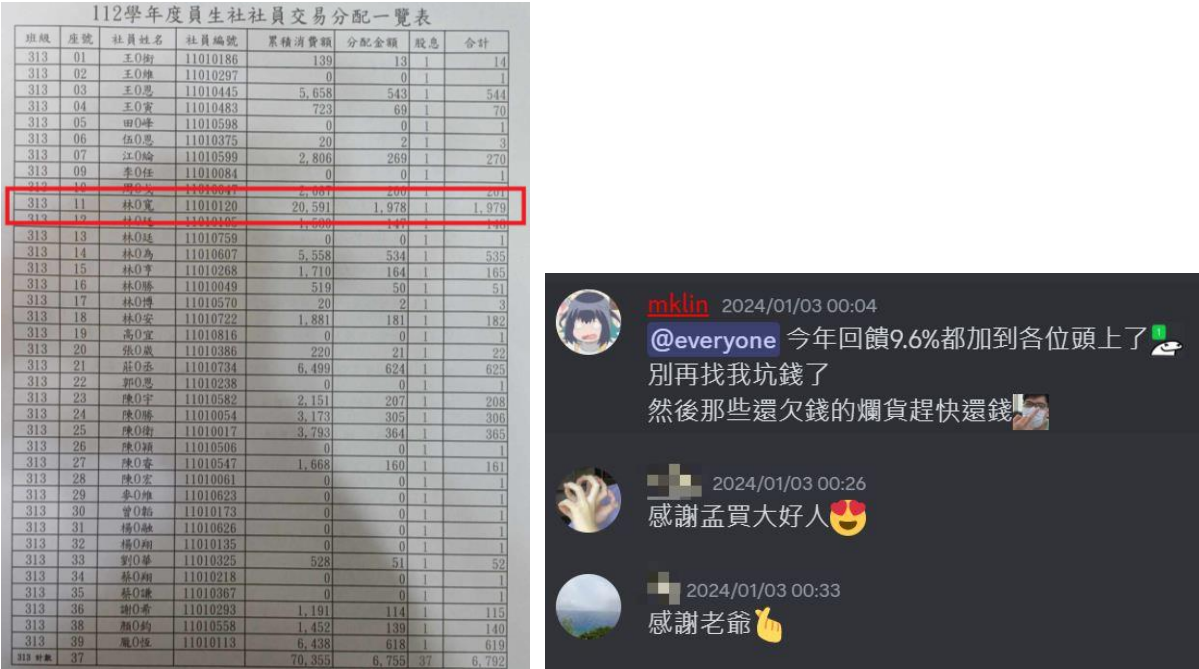 112學年度員生社社員交易分配一覽表
班級 座號 社員姓名 社員編號 累積消費額 分配金額 股息 合計
313 01 王O衡 11010186 139 13 1 14
313 02 王O維 11010297 0 0 1 1
313 03 王O恩 11010445 5,658 543 1 544
313 04 王O寅 11010483 723 69 1 70
313 05 田O峰 11010598 0 0 1 1
313 06 伍O恩 11010375 20 2 1 3
313 07 江O綸 11010599 2,806 269 1 270
313 09 李O任 11010084 0 0 1 1
313 10 11010047 200 1 201
313 11 林O寬 11010120 20,591 1,978 1 1,979
313 12 147 1 148
313 13 林O廷 11010759 0 0 1 1
313 14 林O為 11010607 5,558 534 1 535
313 15 林O亨 11010268 1,710 164 1 165
313 16 林O勝 11010049 519 50 1 51
313 17 林O博 11010570 20 2 1 3
313 18 林O安 11010722 1,881 181 1 182
313 19 高O宜 11010816 0 0 1 1
313 20 張O崴 11010386 220 21 1 22
313 21 莊O丞 11010734 6,499 624 1 625
313 22 郭O恩 11010238 0 0 1 1
313 23 陳O宇 11010582 2,151 207 1 208
313 24 陳O勝 11010054 3,173 305 1 306
313 25 陳O衛 11010017 3,793 364 1 365
313 26 陳O穎 11010506 0 0 1 1
313 27 陳O睿 11010547 1,668 160 1 161
313 28 陳O宏 11010061 0 0 1 1
313 29 麥O維 11010623 0 0 1 1
313 30 曾O韜 11010173 0 0 1 1
313 31 楊O融 11010626 0 0 1 1
313 32 楊O翔 11010135 0 0 1 1
313 33 劉O華 11010325 528 51 1 52
313 34 蔡O翔 11010218 0 0 1 1
313 35 蔡O謙 11010367 0 0 1 1
313 36 謝O希 11010293 1,191 114 1 115
313 38 顏O鈞 11010558 1,452 139 1 140
313 39 龐O恆 11010113 6,438 618 1 619
313 計數 37 70,355 6,755 37 6,792
mklin 2024/01/03 00:04
@everyone 今年回饋9.6%都加到各位頭上了
別再找我坑錢了
然後那些還欠錢的爛貨趕快還錢
2024/01/03 00:26
感謝孟買大好人
2024/01/03 00:33
感謝老爺